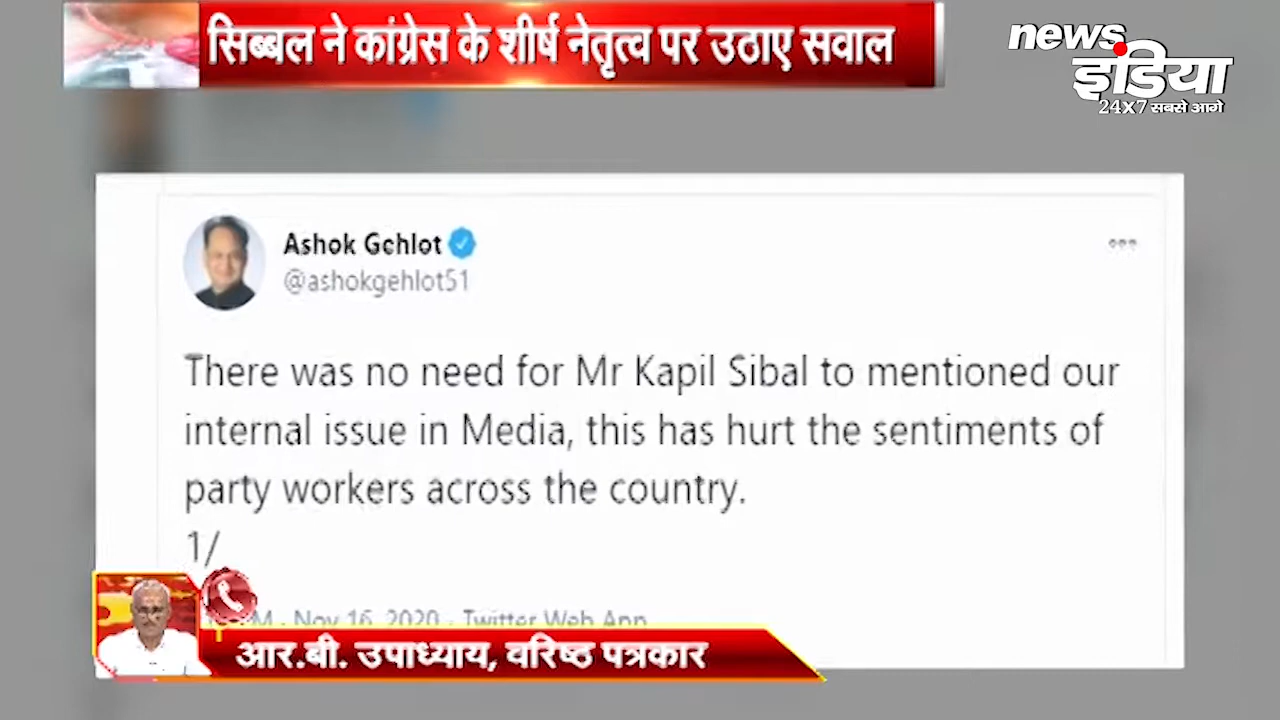 सिब्बल ने कांग्रेस के शीर्ष नेतृत्व पर उठाए सवाल
news
इंडिया
24x7 सबसे आगे
Ashok Gehlot
@ashokgehlot51
There was no need for Mr Kapil Sibal to mentioned our
internal issue in Media, this has hurt the sentiments of
party workers across the country.
1/
M · Nov 16, 2020 · Twitter Web App
आर.बी. उपाध्याय, वरिष्ठ पत्रकार